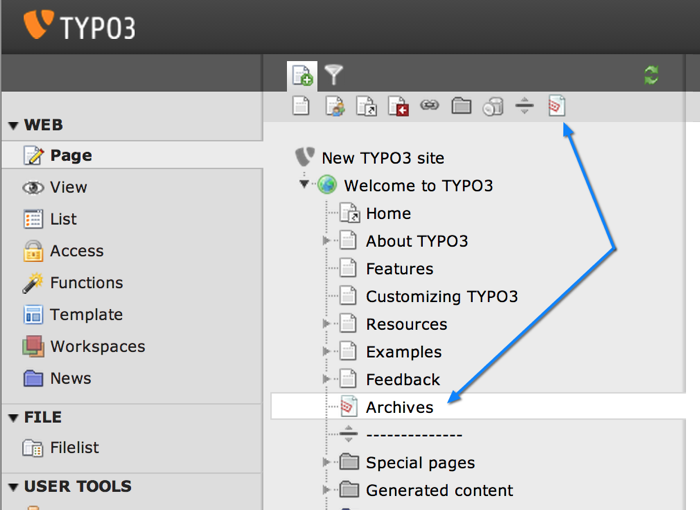 TYPO3
WEB
Page
View
List
Access
Functions
Template
Workspaces
News
FILE
Filelist
USER TOOLS
New TYPO3 site
Welcome to TYPO3
Home
About TYPO3
Features
Customizing TYPO3
Resources
Examples
Feedback
Archives
--------------
Special pages
Generated content